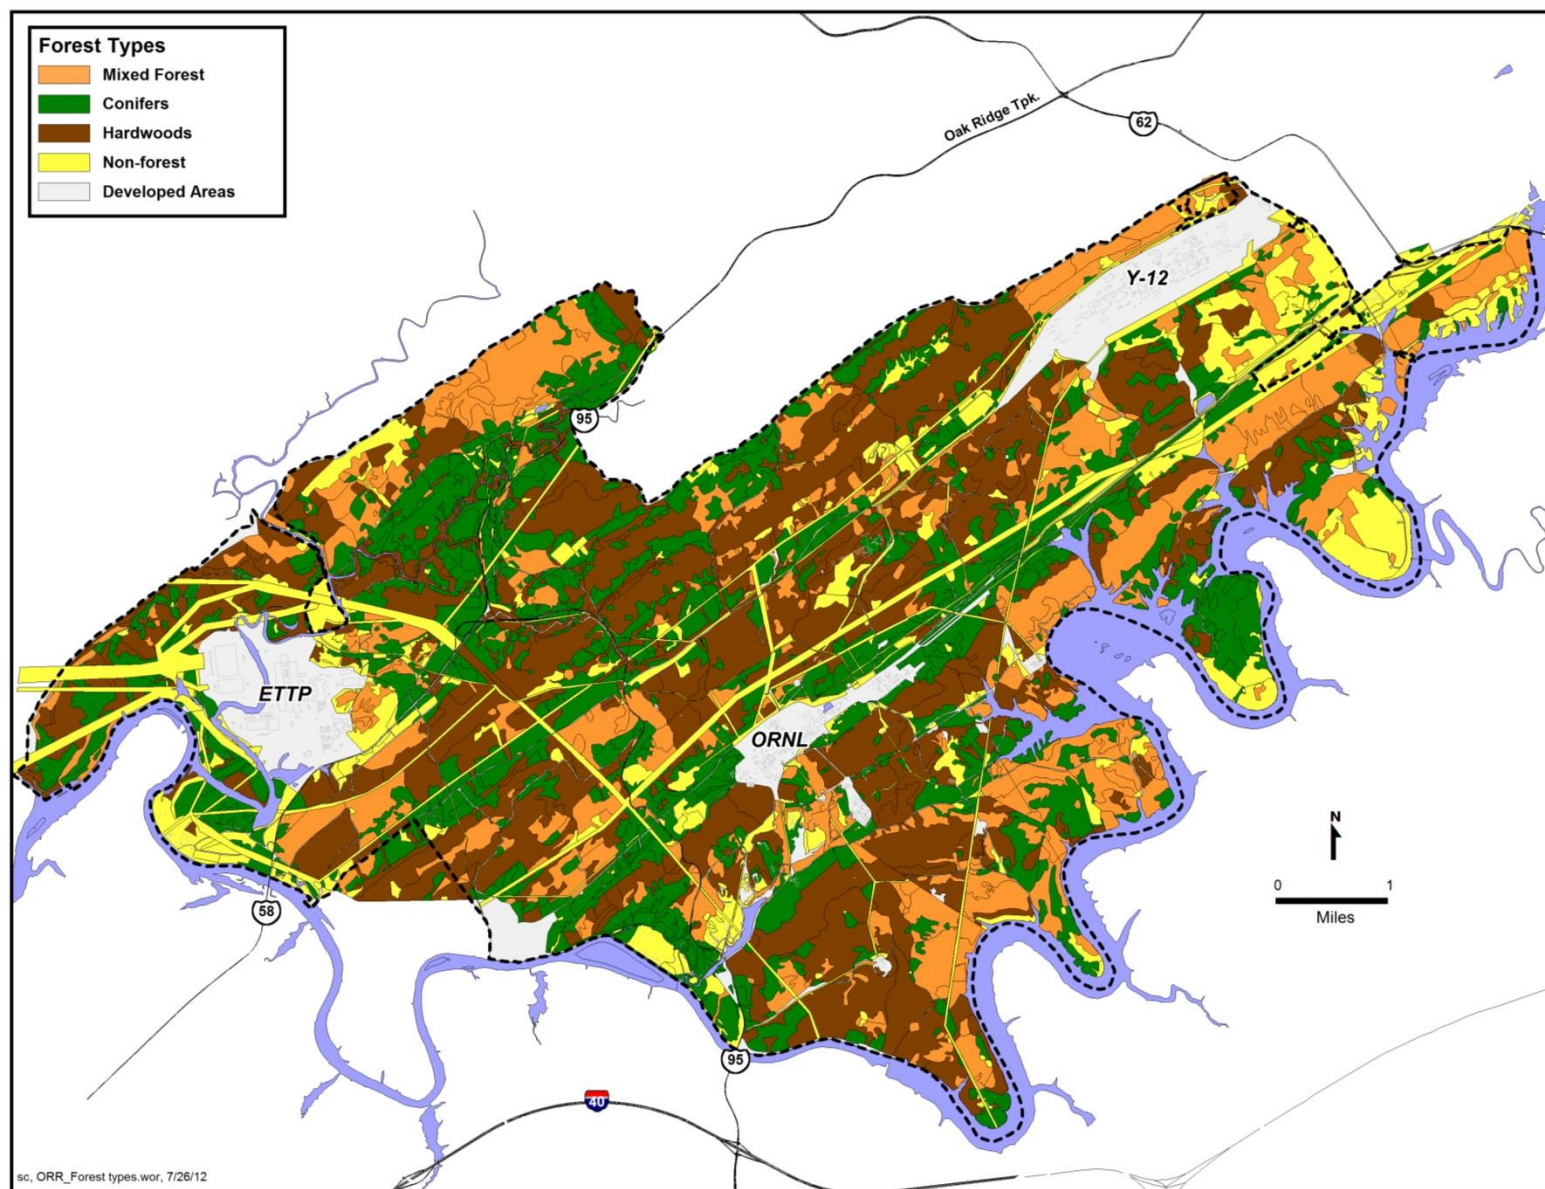 Forest Types
Mixed Forest
Conifers
Hardwoods
Non-forest
Developed Areas
Oak Ridge Tpk.
62
Y-12
95
ETTP
ORNL
N
0 1
Miles
58
95
40
sc, ORR_Forest types.wor, 7/26/12